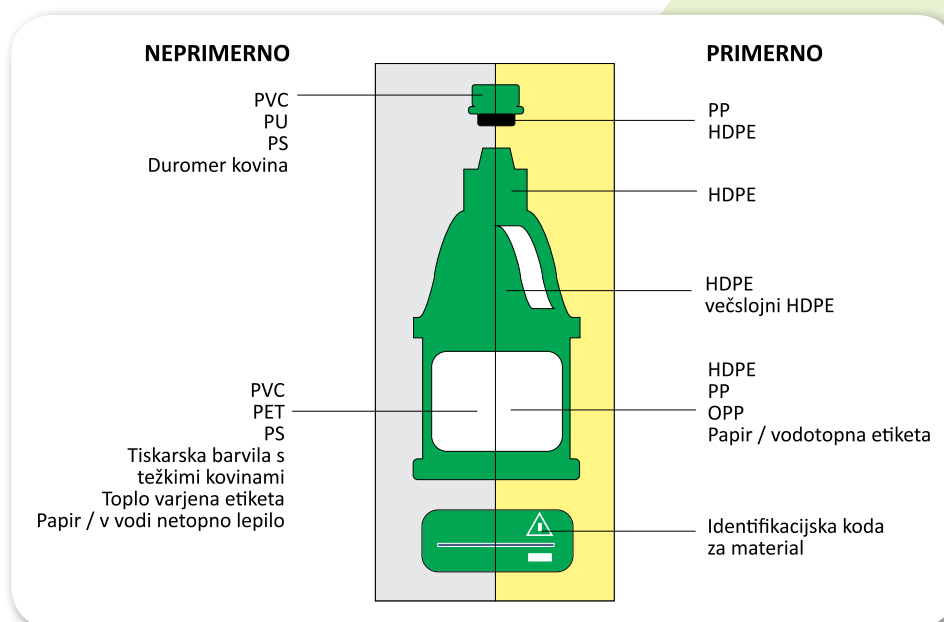 NEPRIMERNO
PVC
PU
PS
Duromer kovina
PVC
PET
PS
Tiskarska barvila s
težkimi kovinami
Toplo varjena etiketa
Papir / v vodi netopno lepilo
PRIMERNO
PP
HDPE
HDPE
HDPE
večslojni HDPE
HDPE
PP
OPP
Papir / vodotopna etiketa
Identifikacijska koda
za material